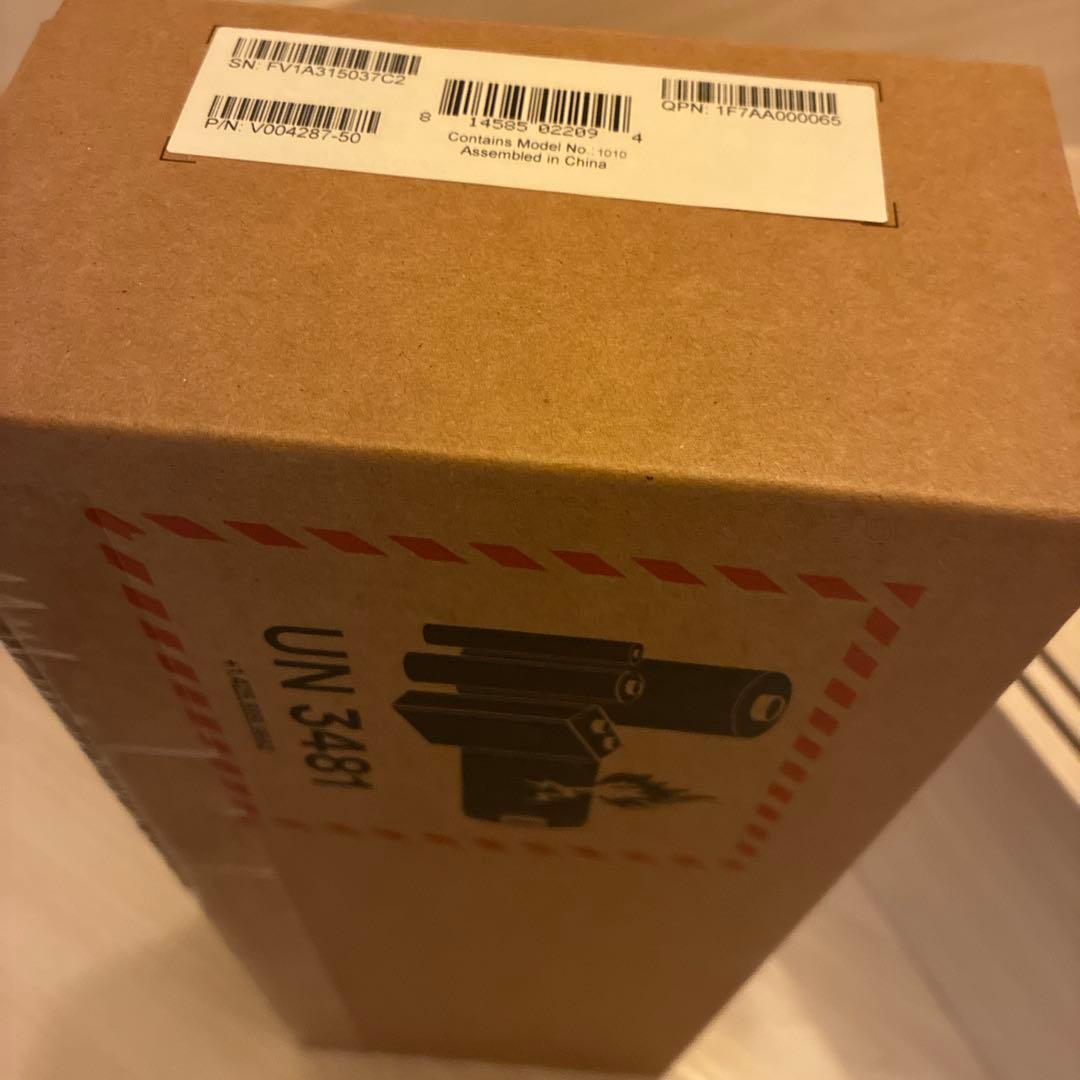 SN: FV1A315037C2
P/N: V004287-50
8 14585 02209 4
Contains Model No.: 1010
Assembled in China
QPN: 1F7AA000065
UN 3481